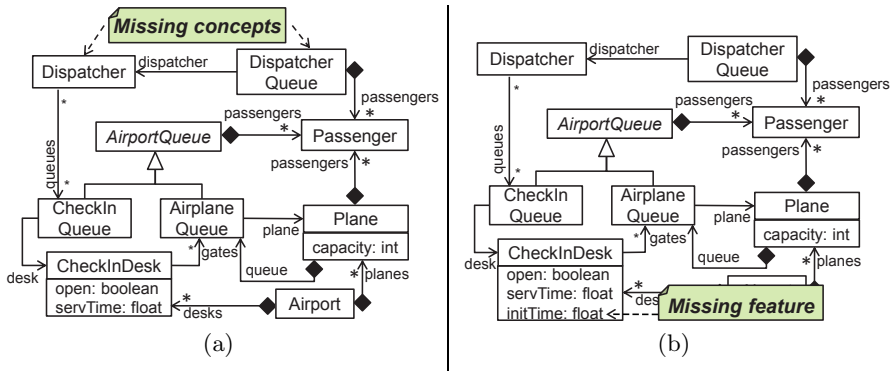 Missing concepts
Dispatcher
dispatcher
Dispatcher
Queue
passengers
*
*
passengers
AirportQueue
*
Passenger
queues
passengers
*
*
CheckIn
Queue
Airplane
Queue
plane
Plane
capacity: int
desk
CheckInDesk
*
gates
queue
*
planes
open: boolean
servTime: float
*
desks
Airport
(a)
Dispatcher
dispatcher
Dispatcher
Queue
passengers
*
*
passengers
AirportQueue
*
Passenger
queues
passengers
*
*
CheckIn
Queue
Airplane
Queue
plane
Plane
capacity: int
desk
CheckInDesk
*
gates
queue
*
planes
open: boolean
servTime: float
*
initTime: float
Missing feature
(b)